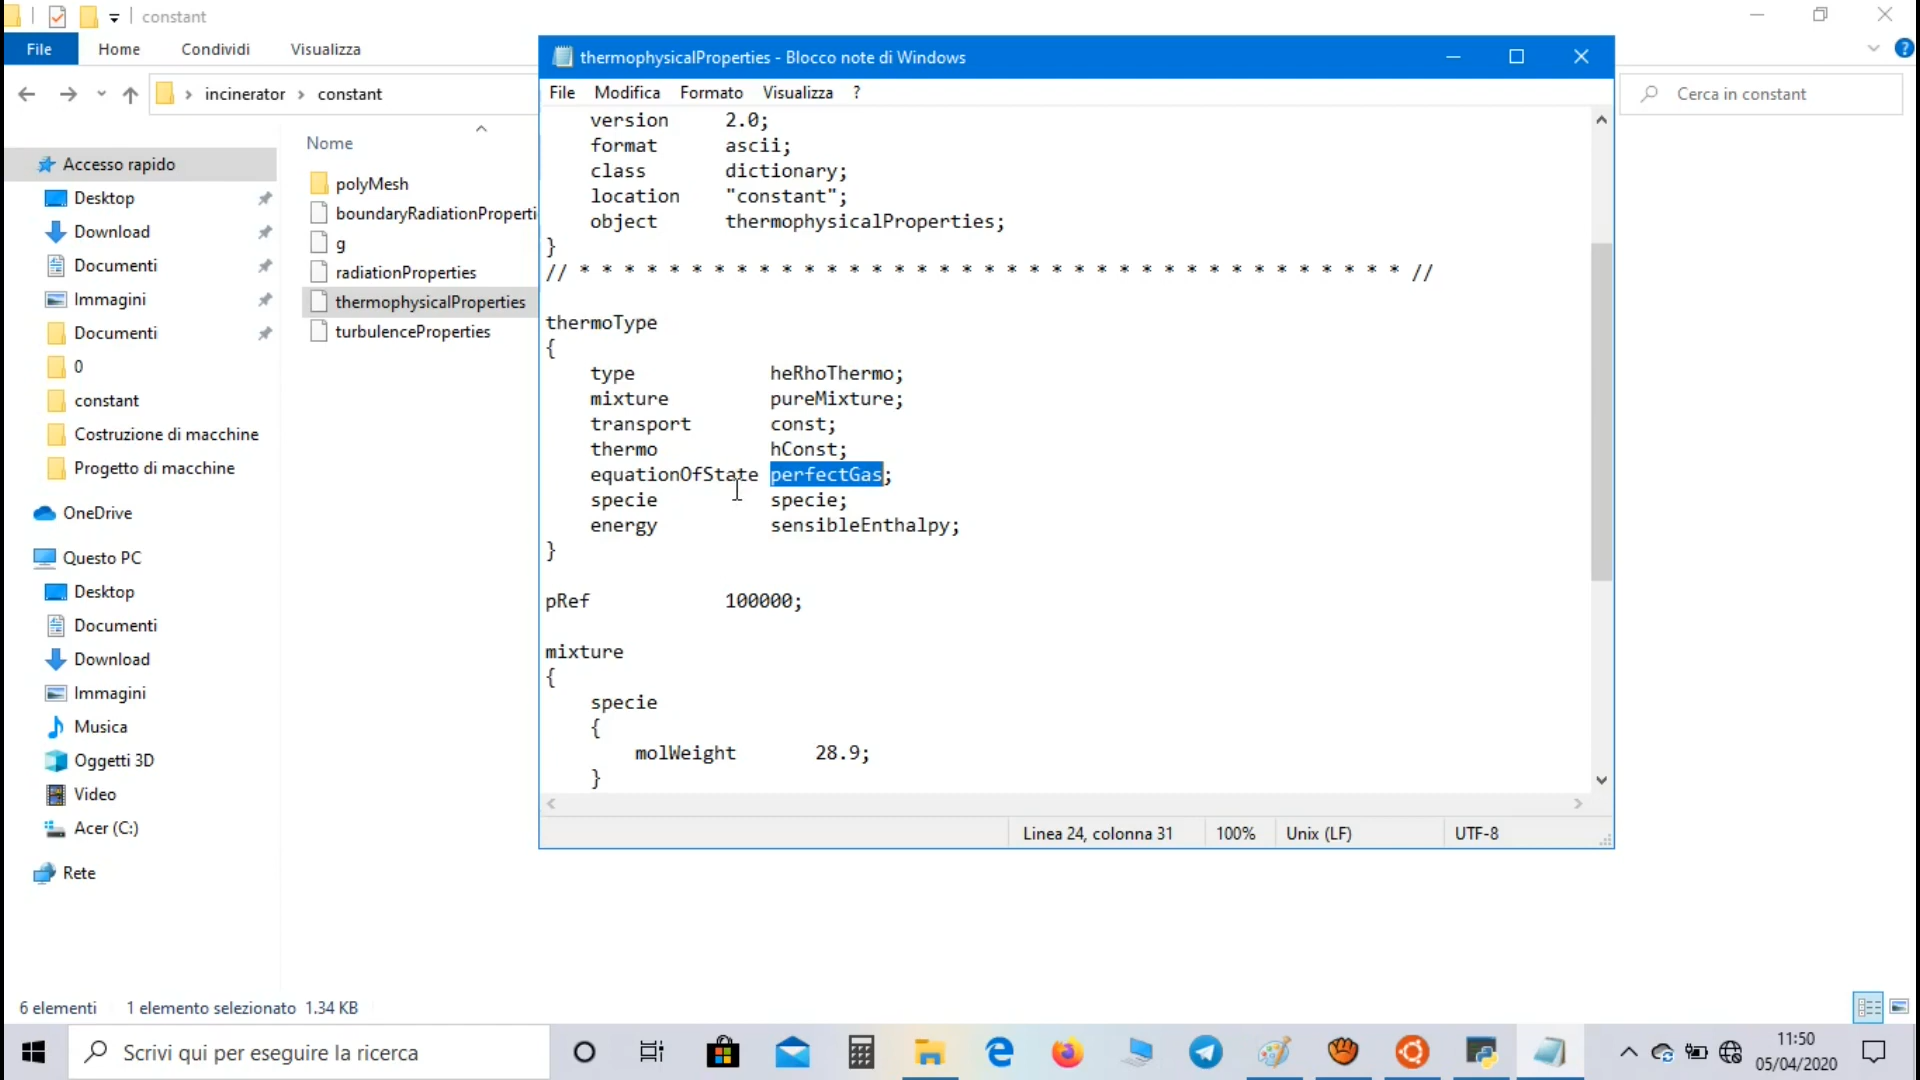 constant
File Home Condividi Visualizza
incinerator constant
Cerca in constant
Nome
Accesso rapido
Desktop
Download
Documenti
Immagini
Documenti
0
constant
Costruzione di macchine
Progetto di macchine
OneDrive
Questo PC
Desktop
Documenti
Download
Immagini
Musica
Oggetti 3D
Video
Acer (C:)
Rete
polyMesh
boundaryRadiationProperti
g
radiationProperties
thermophysicalProperties
turbulenceProperties
thermophysicalProperties - Blocco note di Windows
File Modifica Formato Visualizza ?
version 2.0;
format ascii;
class dictionary;
location "constant";
object thermophysicalProperties;
}
// * * * * * * * * * * * * * * * * * * * * * * * * * * * * * * * * * * * * * //
thermoType
{
type heRhoThermo;
mixture pureMixture;
transport const;
thermo hConst;
equationOfState perfectGas;
specie specie;
energy sensibleEnthalpy;
}
pRef 100000;
mixture
{
specie
{
molWeight 28.9;
}
Linea 24, colonna 31 100% Unix (LF) UTF-8
6 elementi 1 elemento selezionato 1.34 KB
Scrivi qui per eseguire la ricerca
11:50
05/04/2020